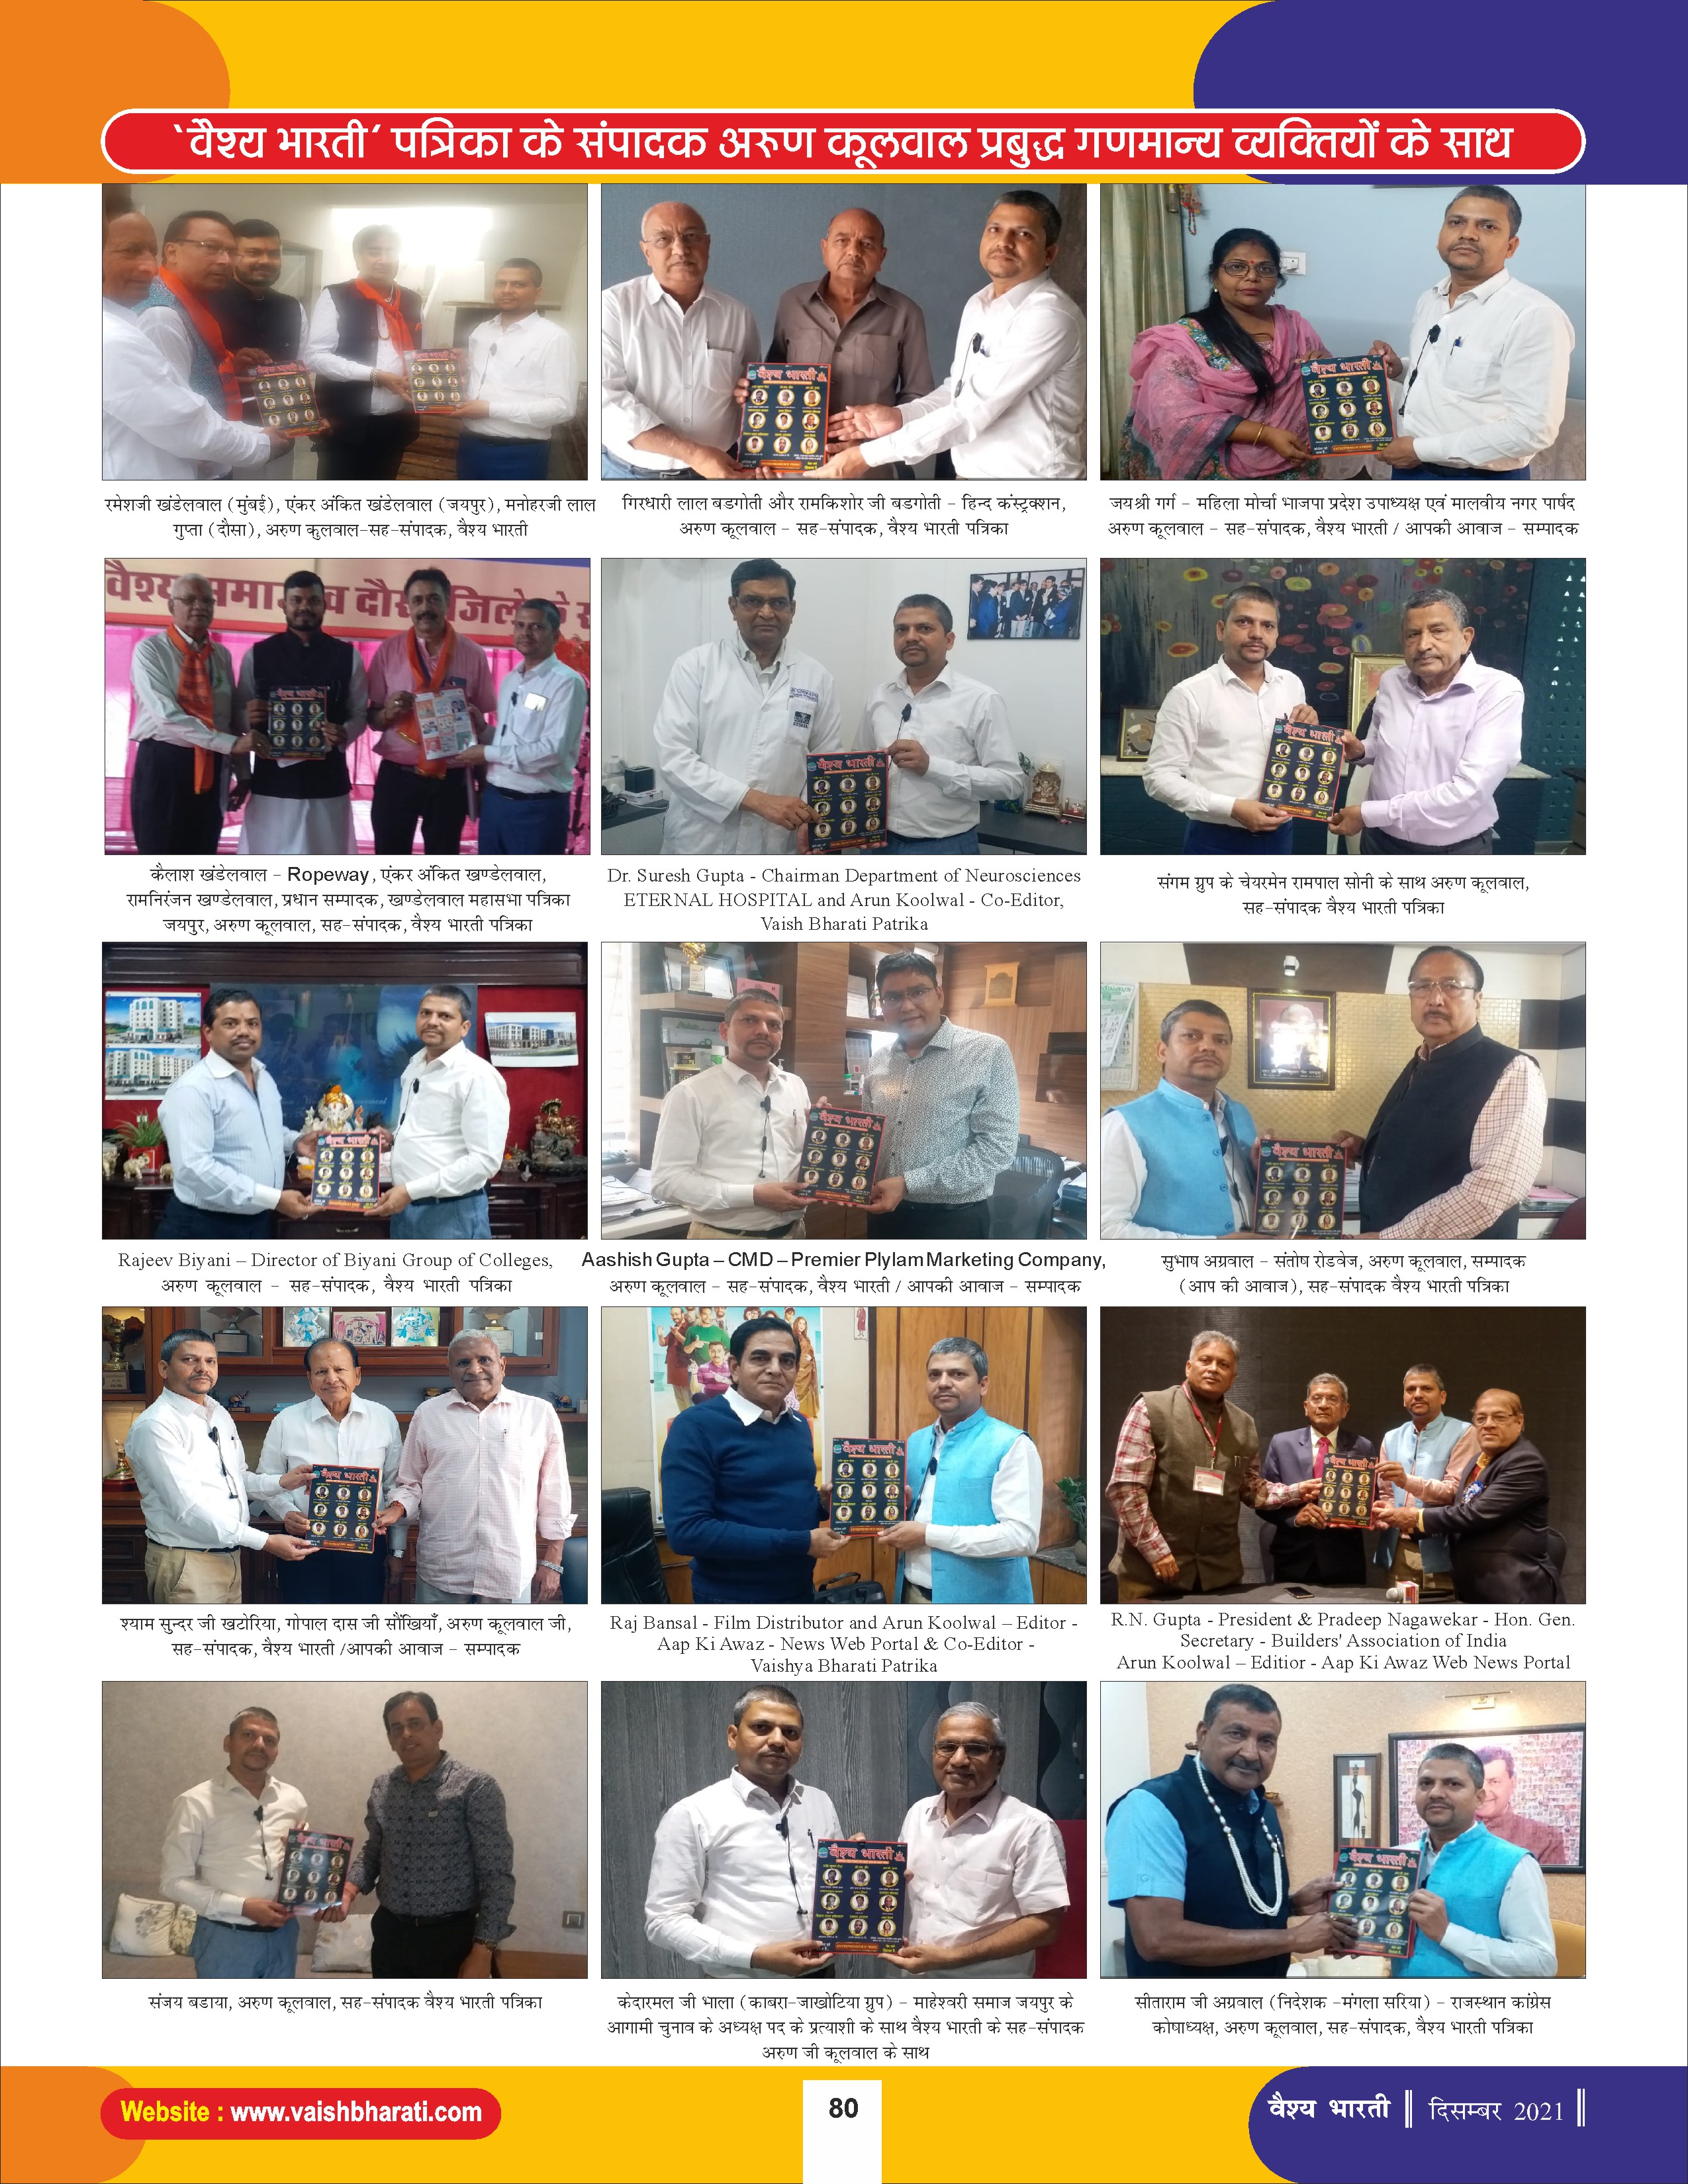 ‘वैश्य भारती’ पत्रिका के संपादक अरुण कूलवाल प्रबुद्ध गणमान्य व्यक्तियों के साथ
रमेशजी खंडेलवाल (मुंबई), एंकर अंकित खंडेलवाल (जयपुर), मनोहरजी लाल
गुप्ता (दौसा), अरुण कुलवाल-सह-संपादक, वैश्य भारती
गिरधारी लाल बडगोती और रामकिशोर जी बडगोती - हिन्द कंस्ट्रक्शन,
अरुण कूलवाल - सह-संपादक, वैश्य भारती पत्रिका
जयश्री गर्ग - महिला मोर्चा भाजपा प्रदेश उपाध्यक्ष एवं मालवीय नगर पार्षद
अरुण कूलवाल - सह-संपादक, वैश्य भारती / आपकी आवाज - सम्पादक
कैलाश खंडेलवाल - Ropeway, एंकर अंकित खण्डेलवाल,
रामनिरंजन खण्डेलवाल, प्रधान सम्पादक, खण्डेलवाल महासभा पत्रिका
जयपुर, अरुण कूलवाल, सह-संपादक, वैश्य भारती पत्रिका
Dr. Suresh Gupta - Chairman Department of Neurosciences
ETERNAL HOSPITAL and Arun Koolwal - Co-Editor,
Vaish Bharati Patrika
संगम ग्रुप के चेयरमेन रामपाल सोनी के साथ अरुण कूलवाल,
सह-संपादक वैश्य भारती पत्रिका
Rajeev Biyani – Director of Biyani Group of Colleges,
अरुण कूलवाल - सह-संपादक, वैश्य भारती पत्रिका
Aashish Gupta – CMD – Premier Plylam Marketing Company,
अरुण कूलवाल - सह-संपादक, वैश्य भारती / आपकी आवाज - सम्पादक
सुभाष अग्रवाल - संतोष रोडवेज, अरुण कूलवाल, सम्पादक
(आप की आवाज), सह-संपादक वैश्य भारती पत्रिका
श्याम सुन्दर जी खटोरिया, गोपाल दास जी सौंखियाँ, अरुण कूलवाल जी,
सह-संपादक, वैश्य भारती /आपकी आवाज - सम्पादक
Raj Bansal - Film Distributor and Arun Koolwal – Editor -
Aap Ki Awaz - News Web Portal & Co-Editor -
Vaishya Bharati Patrika
R.N. Gupta - President & Pradeep Nagawekar - Hon. Gen.
Secretary - Builders' Association of India
Arun Koolwal – Editior - Aap Ki Awaz Web News Portal
संजय बडाया, अरुण कूलवाल, सह-संपादक वैश्य भारती पत्रिका
केदारमल जी भाला (काबरा-जाखोटिया ग्रुप) - माहेश्वरी समाज जयपुर के
आगामी चुनाव के अध्यक्ष पद के प्रत्याशी के साथ वैश्य भारती के सह-संपादक
अरुण जी कूलवाल के साथ
सीताराम जी अग्रवाल (निदेशक -मंगला सरिया) - राजस्थान कांग्रेस
कोषाध्यक्ष, अरुण कूलवाल, सह-संपादक, वैश्य भारती पत्रिका
Website : www.vaishbharati.com
80
वैश्य भारती || दिसम्बर 2021 ||